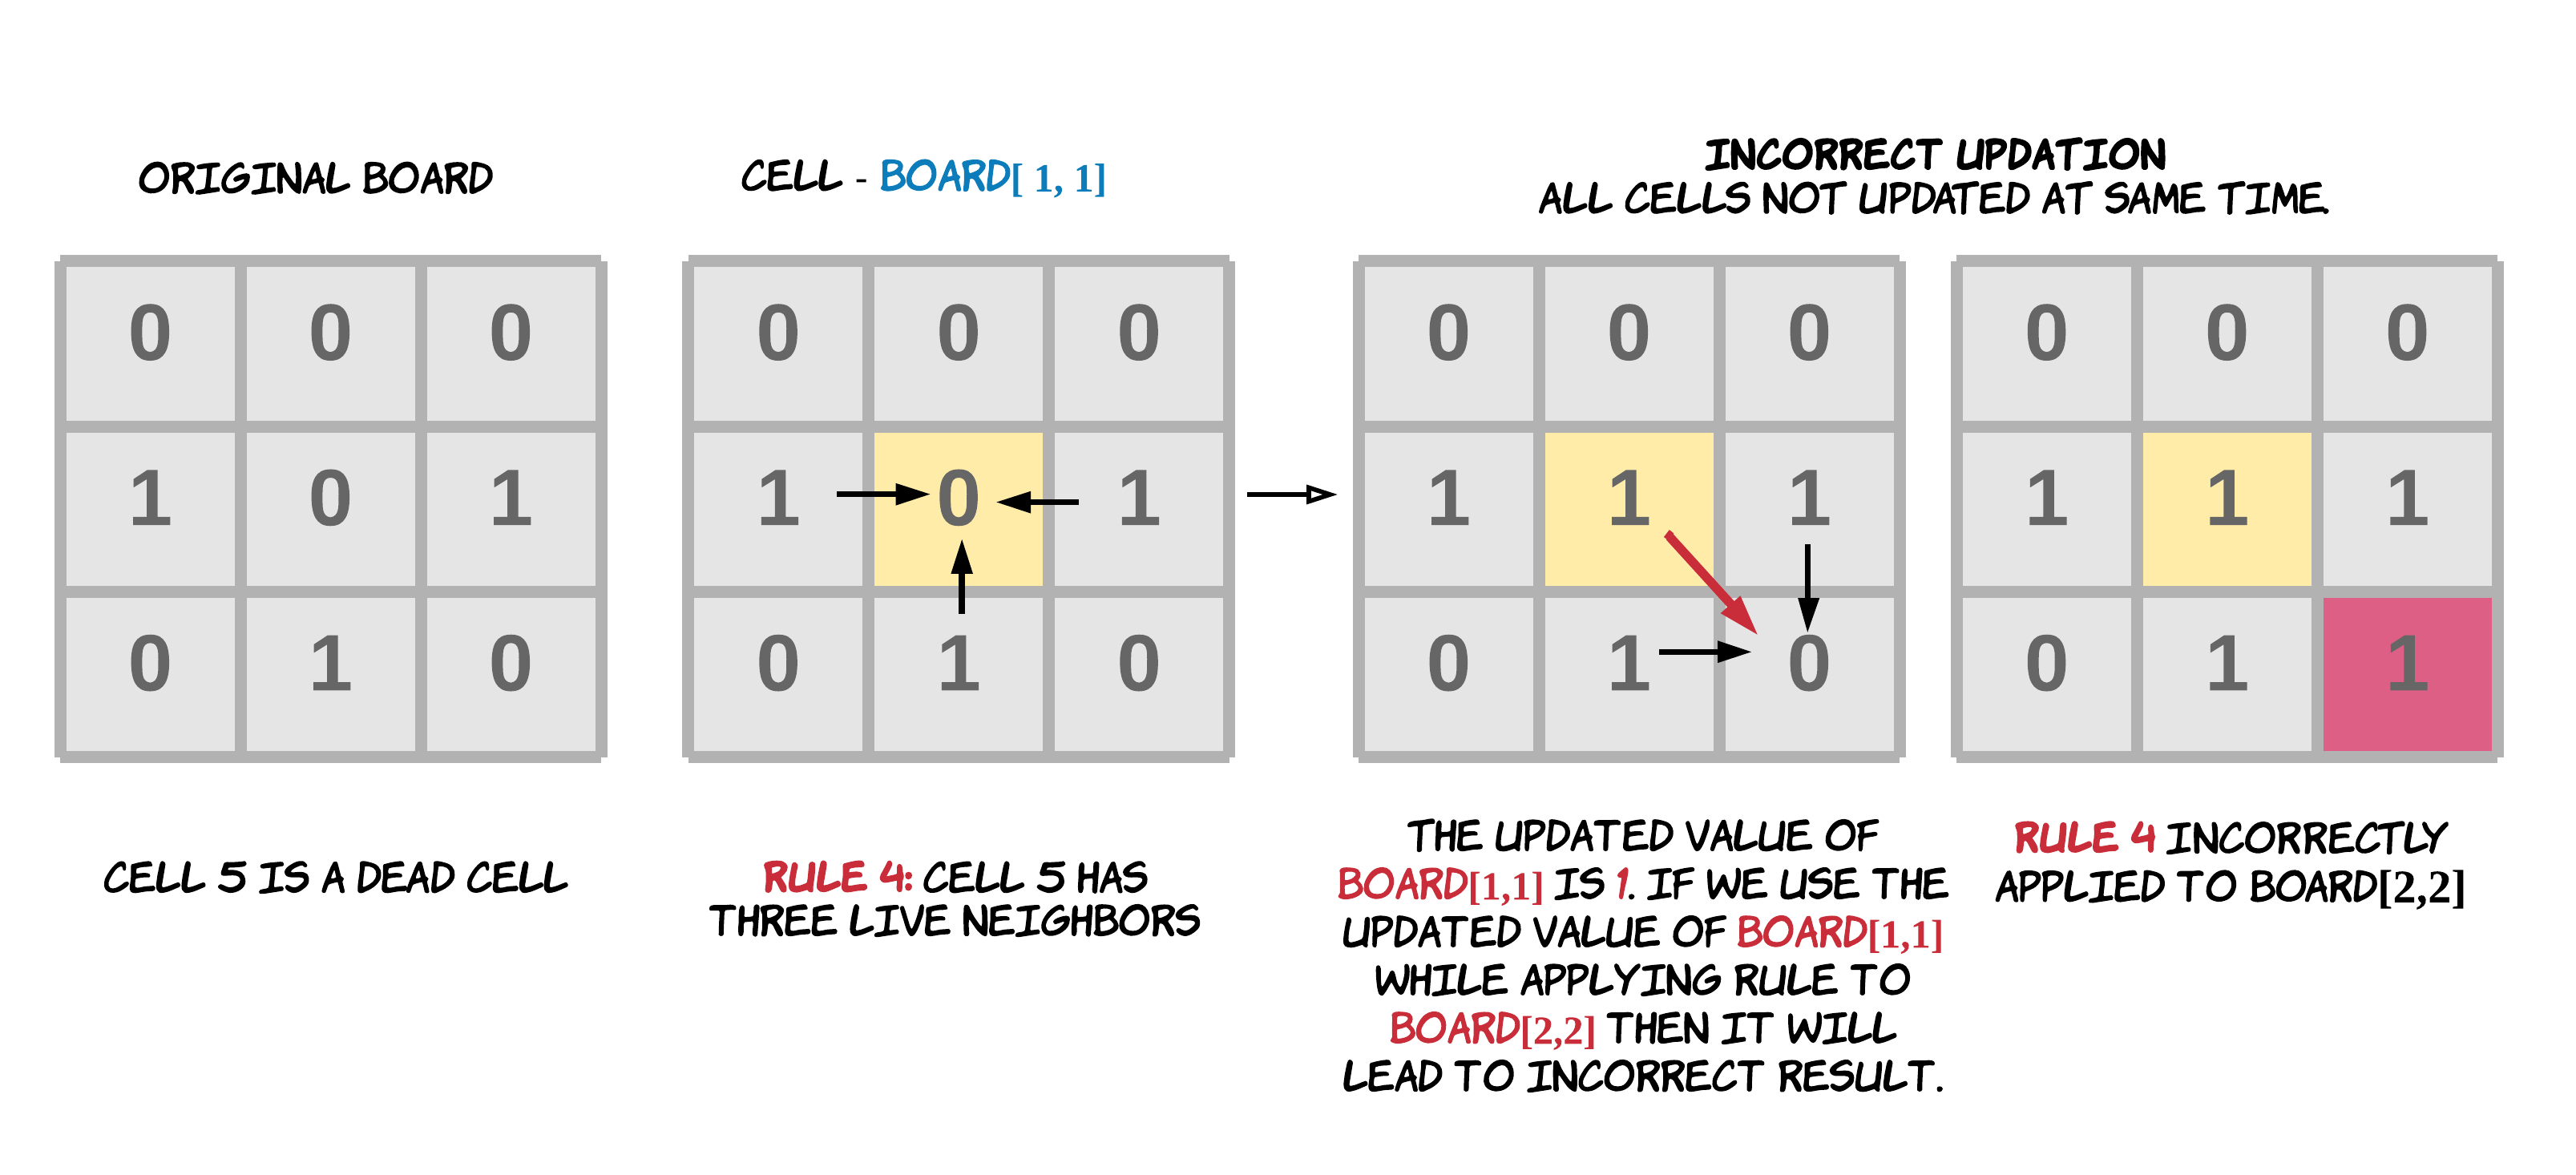 ORIGINAL BOARD
0 0 0
1 0 1
0 1 0
CELL 5 IS A DEAD CELL
CELL - BOARD[ 1, 1]
0 0 0
1 0 1
0 1 0
RULE 4: CELL 5 HAS
THREE LIVE NEIGHBORS
INCORRECT UPDATION
ALL CELLS NOT UPDATED AT SAME TIME.
0 0 0
1 1 1
0 1 0
THE UPDATED VALUE OF
BOARD[1,1] IS 1. IF WE USE THE
UPDATED VALUE OF BOARD[1,1]
WHILE APPLYING RULE TO
BOARD[2,2] THEN IT WILL
LEAD TO INCORRECT RESULT.
0 0 0
1 1 1
0 1 1
RULE 4 INCORRECTLY
APPLIED TO BOARD[2,2]